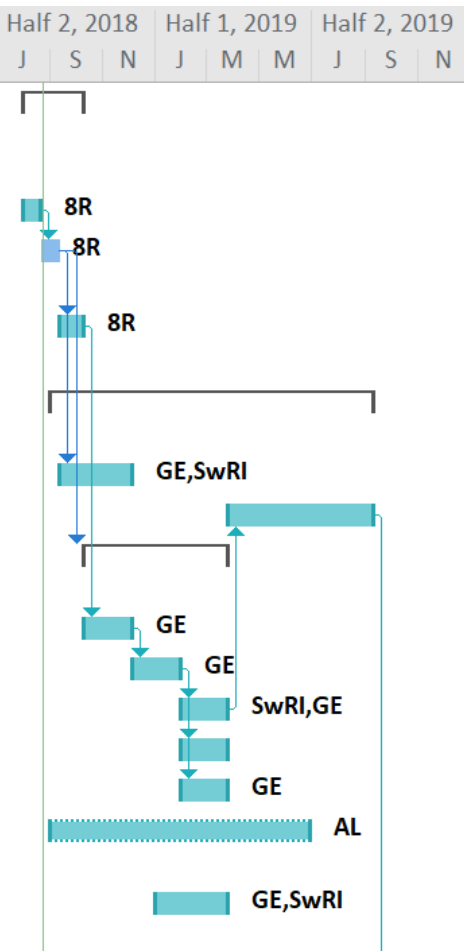 Half 2, 2018 Half 1, 2019 Half 2, 2019
J S N J M M J S N
8R
8R
8R
GE,SwRI
GE
GE
SwRI,GE
GE
AL
GE,SwRI